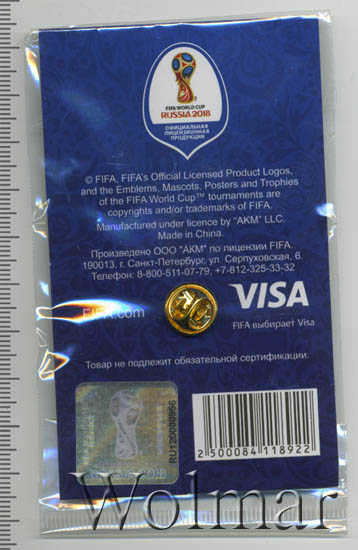 FIFA WORLD CUP
RUSSIA 2018
ОФИЦИАЛЬНАЯ
ЛИЦЕНЗИОННАЯ
ПРОДУКЦИЯ
© FIFA, FIFA's Official Licensed Product Logos,
and the Emblems, Mascots, Posters and Trophies
of the FIFA World Cup™ tournaments are
copyrights and/or trademarks of FIFA.
Manufactured under licence by "AKM" LLC.
Made in China.
Произведено ООО "АКМ" по лицензии FIFA.
190013, г. Санкт-Петербург, ул. Серпуховская, 6.
Телефон: 8-800-511-07-79, +7-812-325-33-32
FIFA.com
VISA
FIFA выбирает Visa
Товар не подлежит обязательной сертификации.
RU120088956
RUSSIA 2018
2 500084 118922
Wolmar